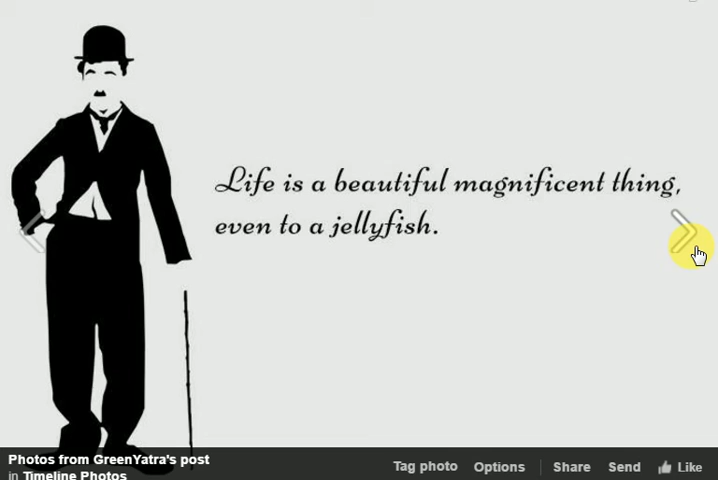 Life is a beautiful magnificent thing,
even to a jellyfish.
Photos from GreenYatra's post
in Timeline Photos
Tag photo Options Share Send Like